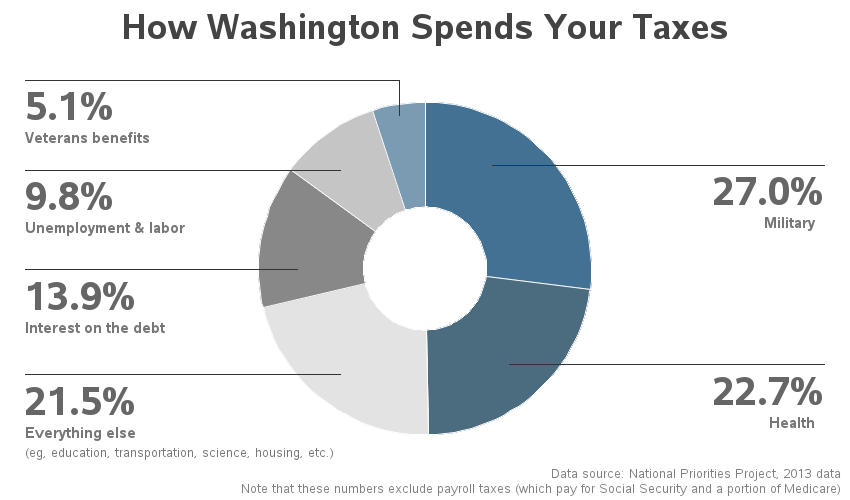 How Washington Spends Your Taxes
5.1%
Veterans benefits
9.8%
Unemployment & labor
13.9%
Interest on the debt
21.5%
Everything else
(eg, education, transportation, science, housing, etc.)
27.0%
Military
22.7%
Health
Data source: National Priorities Project, 2013 data
Note that these numbers exclude payroll taxes (which pay for Social Security and a portion of Medicare)